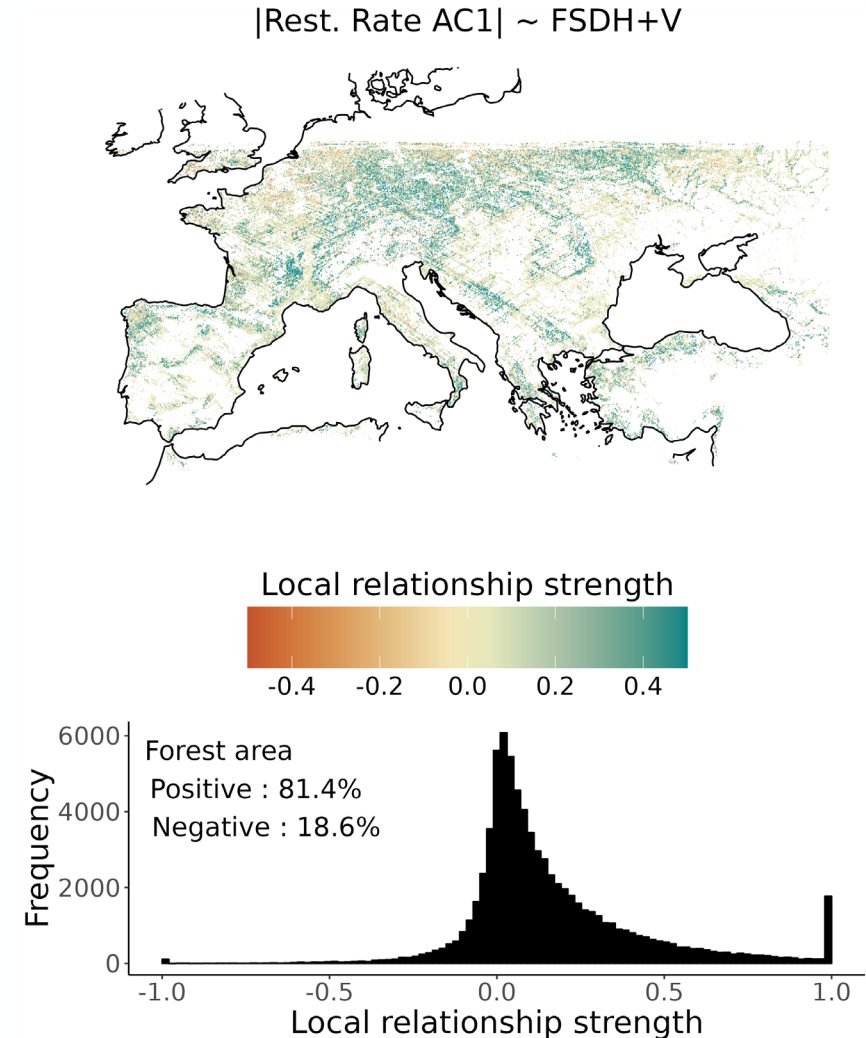 |Rest. Rate AC1| ~ FSDH+V
Local relationship strength
-0.4 -0.2 0.0 0.2 0.4
Forest area
Positive : 81.4%
Negative : 18.6%
Frequency
6000
4000
2000
0
-1.0 -0.5 0.0 0.5 1.0
Local relationship strength